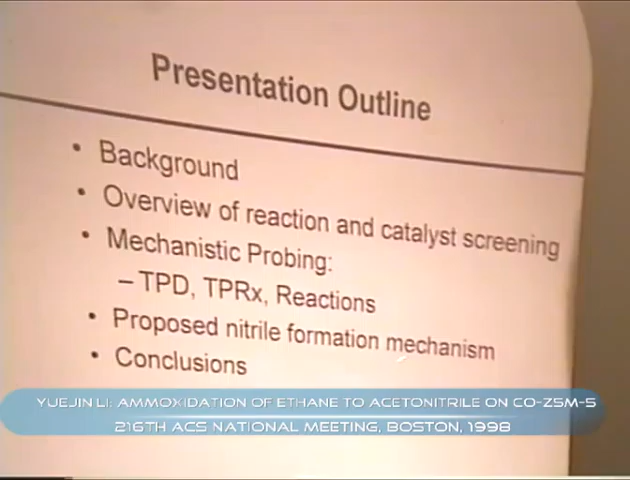 Presentation Outline
• Background
• Overview of reaction and catalyst screening
• Mechanistic Probing:
– TPD, TPRx, Reactions
• Proposed nitrile formation mechanism
• Conclusions
YUEJIN LI: AMMOXIDATION OF ETHANE TO ACETONITRILE ON CO-ZSM-5
216TH ACS NATIONAL MEETING, BOSTON, 1998